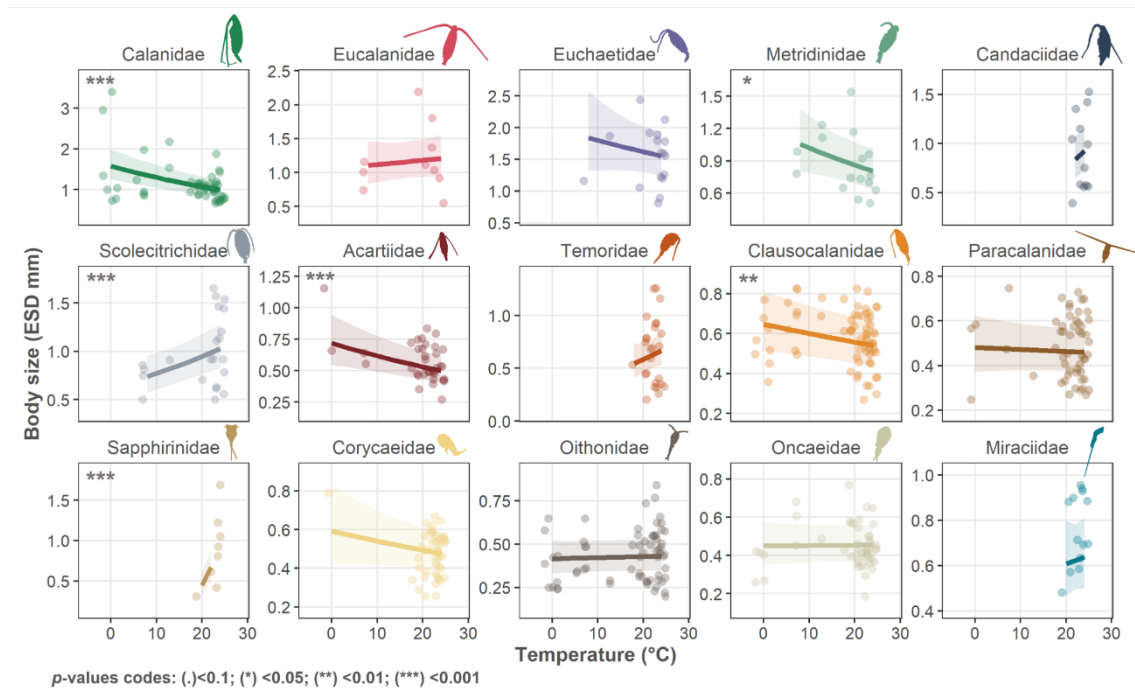 Calanidae Eucalanidae Euchaetidae Metridinidae Candaciidae
*** *
3 2 1
2.5 2.0 1.5 1.0 0.5
2.5 2.0 1.5 1.0 0.5
1.5 1.2 0.9 0.6
1.5 1.0 0.5 0.0
Scolecitrichidae Acartiidae Temoridae Clausocalanidae Paracalanidae
*** *** **
1.5 1.0 0.5
1.25 1.00 0.75 0.50 0.25
1.0 0.5 0.0
0.8 0.6 0.4 0.2
0.8 0.6 0.4 0.2
Body size (ESD mm)
Sapphirinidae Corycaeidae Oithonidae Oncaeidae Miraciidae
***
1.5 1.0 0.5
0.8 0.6 0.4 0.2
0.75 0.50 0.25
0.8 0.6 0.4 0.2
1.0 0.8 0.6 0.4
0 10 20 30 0 10 20 30 0 10 20 30 0 10 20 30 0 10 20 30
Temperature (°C)
p-values codes: (.)<0.1; (*) <0.05; (**) <0.01; (***) <0.001